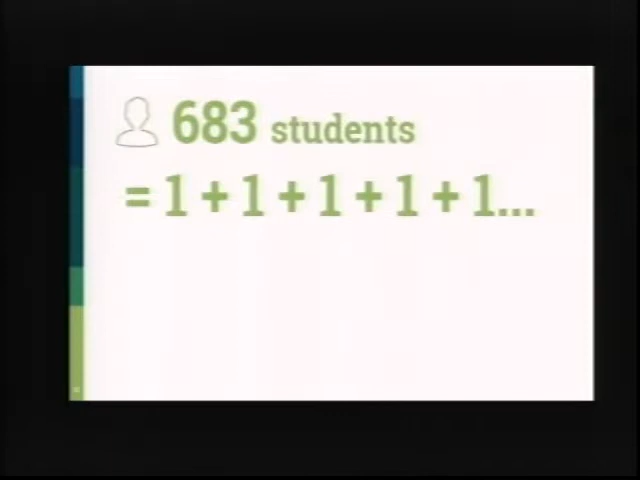 683 students
= 1 + 1 + 1 + 1 + 1...